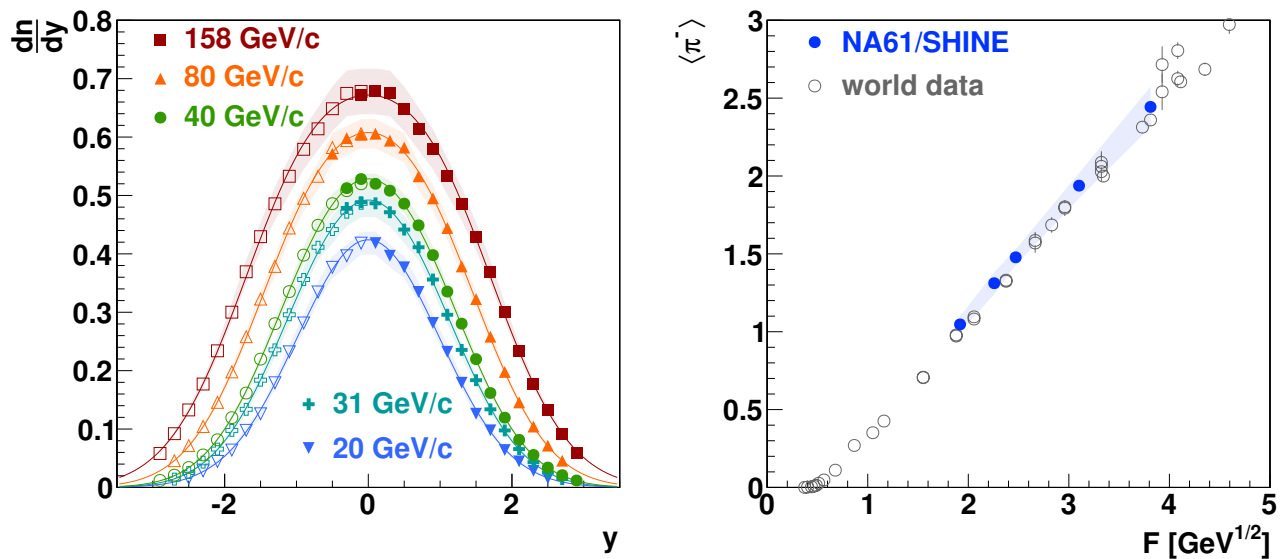 dn
dy
0.8
0.7
0.6
0.5
0.4
0.3
0.2
0.1
0
158 GeV/c
80 GeV/c
40 GeV/c
31 GeV/c
20 GeV/c
-2 0 2
y
⟨π⁻⟩
3
2.5
2
1.5
1
0.5
0
NA61/SHINE
world data
0 1 2 3 4 5
F [GeV^{1/2}]